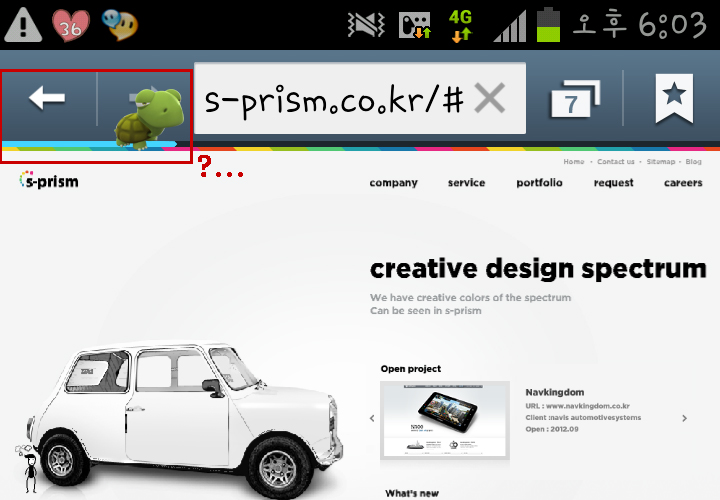 36
4G
오후 6:03
s-prism.co.kr/#
7
?...
Home · Contact us · Sitemap · Blog
s-prism
company service portfolio request careers
creative design spectrum
We have creative colors of the spectrum
Can be seen in s-prism
Open project
Navkingdom
URL : www.navkingdom.co.kr
Client :navis automotivesystems
Open : 2012.09
What's new